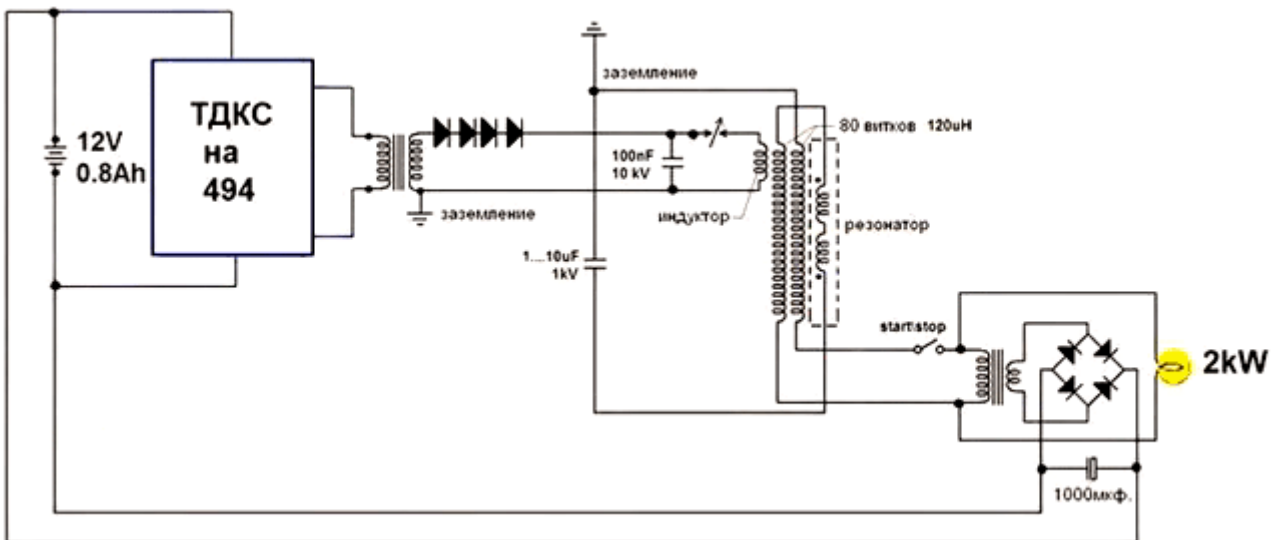 заземление
ТДКС
на
494
12V
0.8Ah
80 витков 120uH
100nF
10 kV
заземление
индуктор
резонатор
1....10uF
1kV
start\stop
2kW
1000мкф.